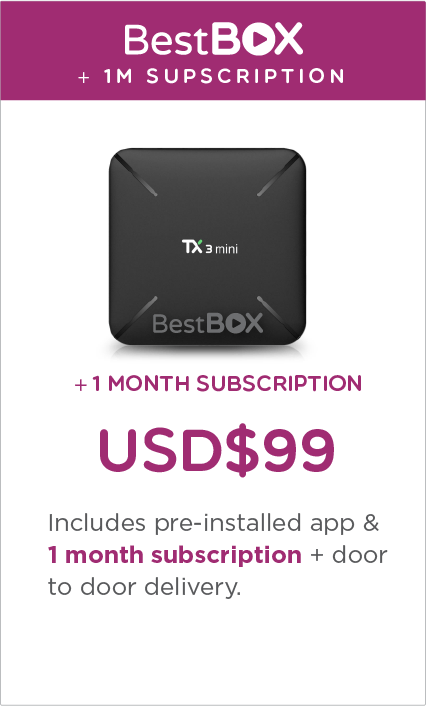 BestBOX
+ 1M SUPSCRIPTION
TX 3 mini
BestBOX
+ 1 MONTH SUBSCRIPTION
USD$99
Includes pre-installed app &
1 month subscription + door
to door delivery.